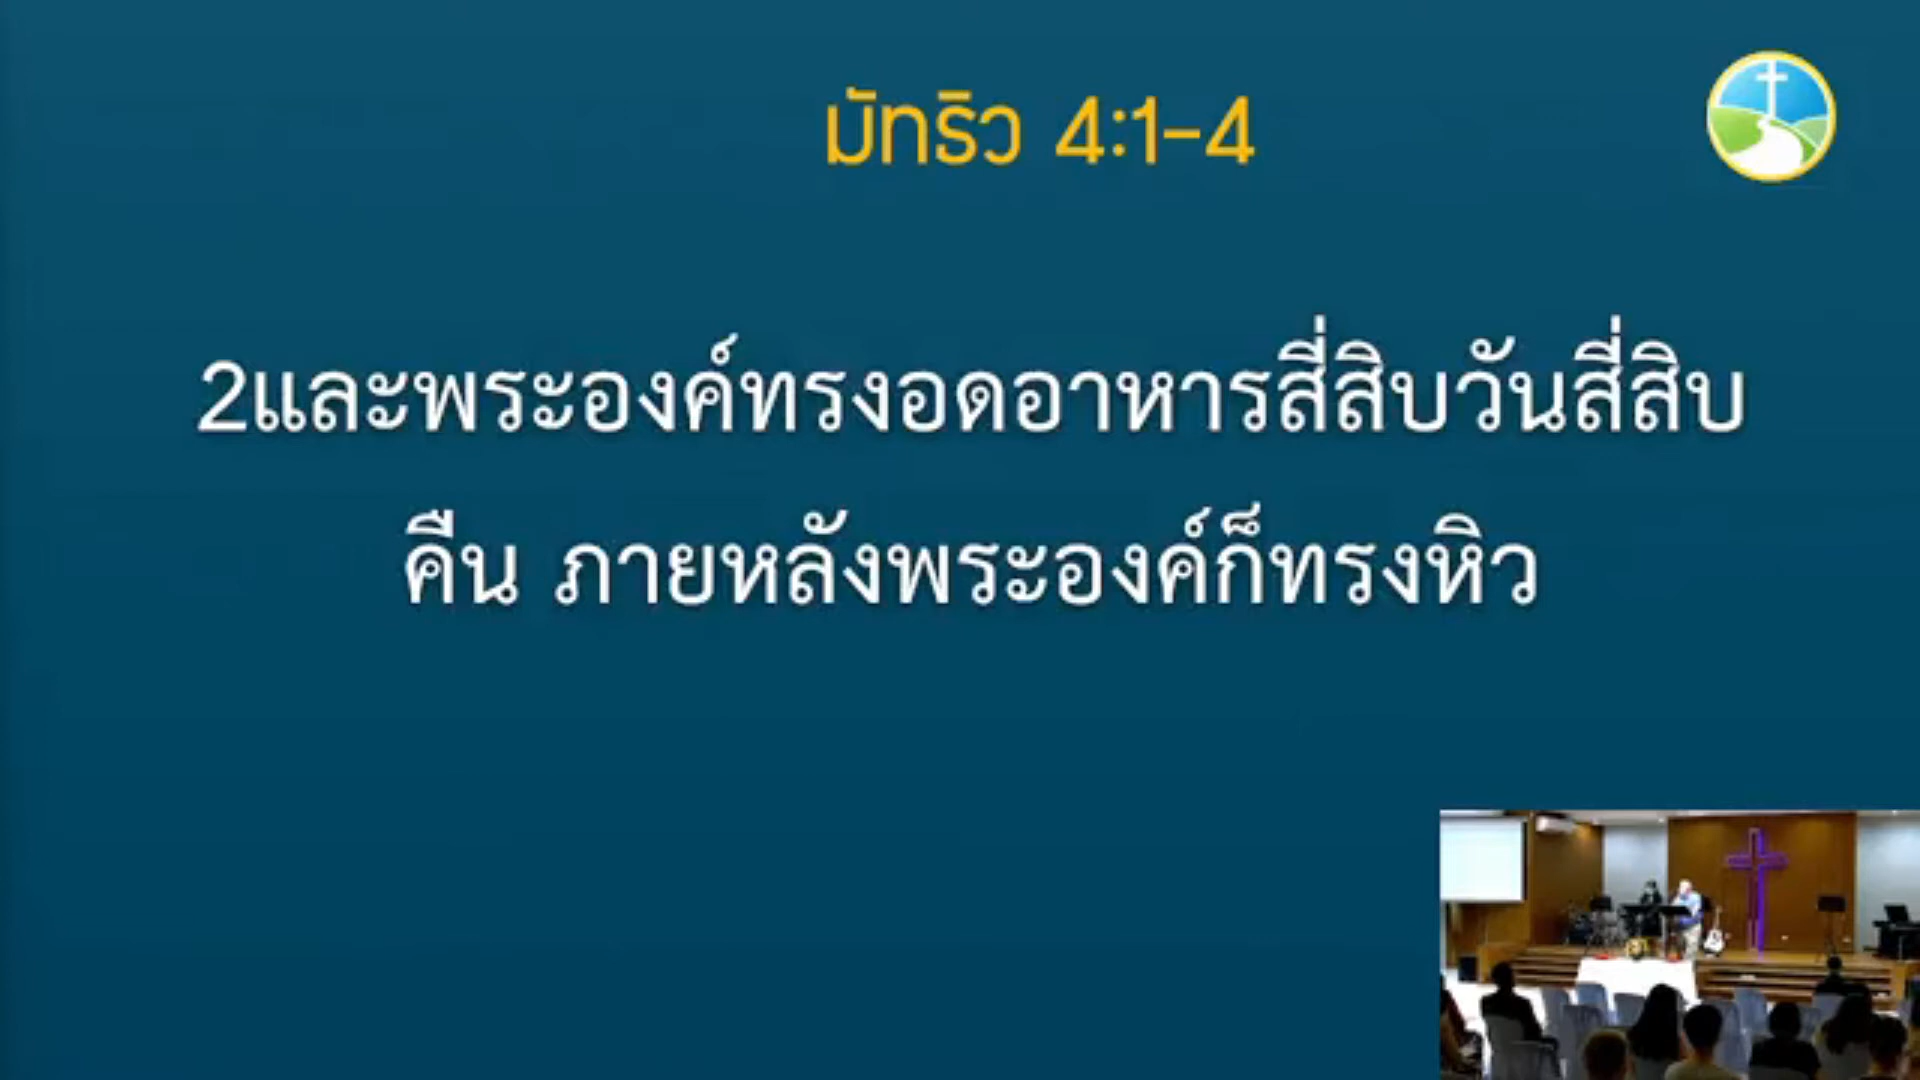 มัทธิว 4:1-4
2และพระองค์ทรงอดอาหารสี่สิบวันสี่สิบ
คืน ภายหลังพระองค์ก็ทรงหิว